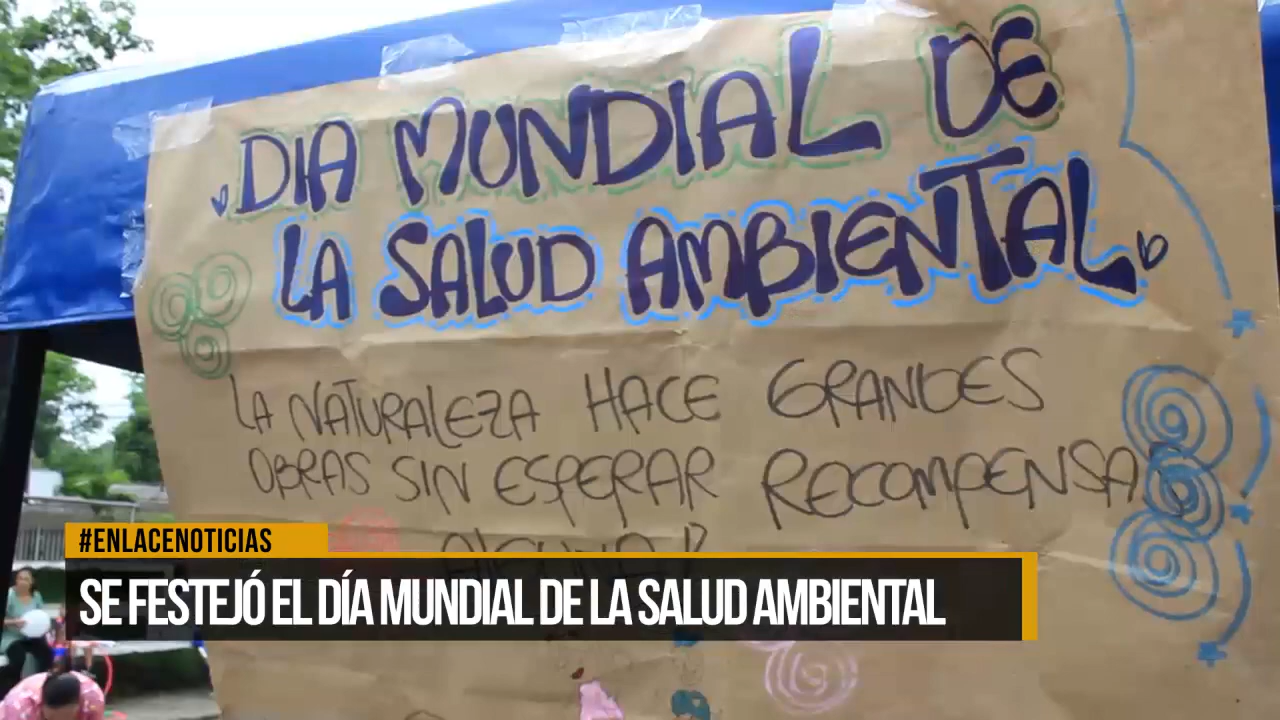 DIA MUNDIAL DE
LA SALUD AMBIENTAL
LA NATURALEZA HACE GRANDES
OBRAS SIN ESPERAR RECOMPENSA
#ENLACENOTICIAS
SE FESTEJÓ EL DÍA MUNDIAL DE LA SALUD AMBIENTAL